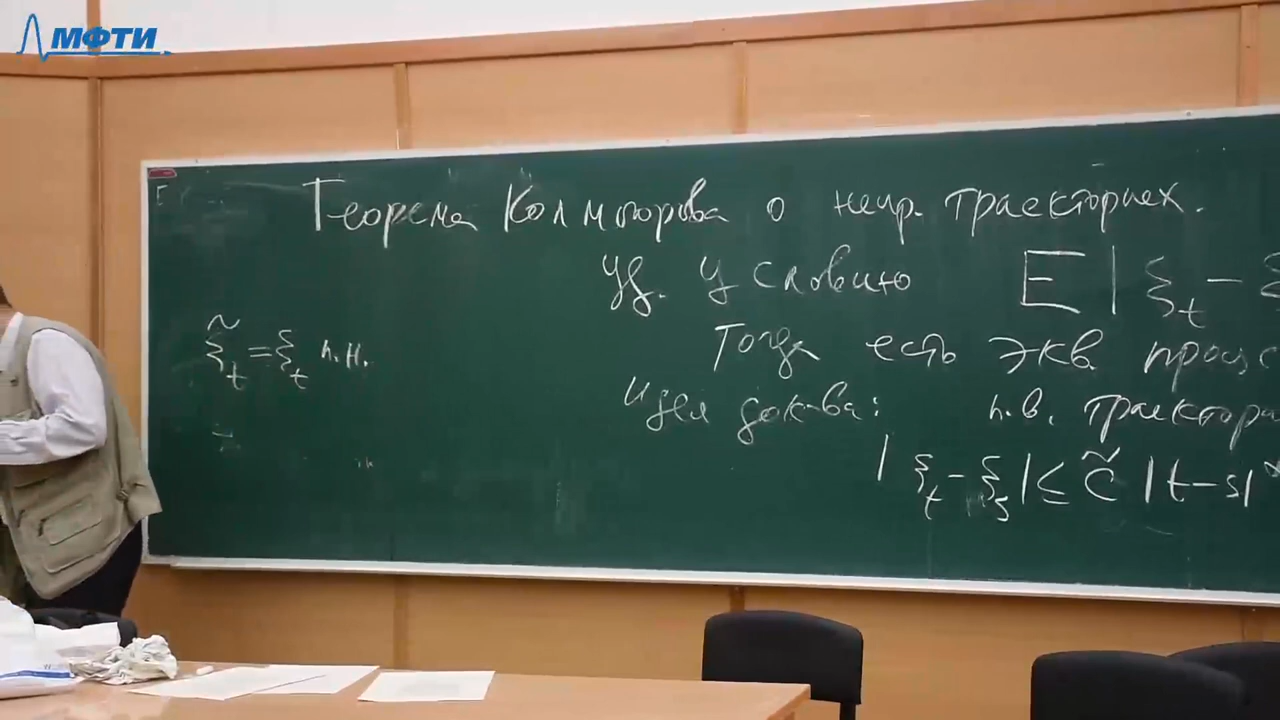 МФТИ
Теорема Колмогорова о непр. траекториях.
уд. условию E|ξ_t - ξ
Тогда есть экв. процес
ξ̃_t = ξ_t п.н.
Идея док-ва: п.в. траектори
|ξ_t - ξ_s| ≤ C̃ |t-s|